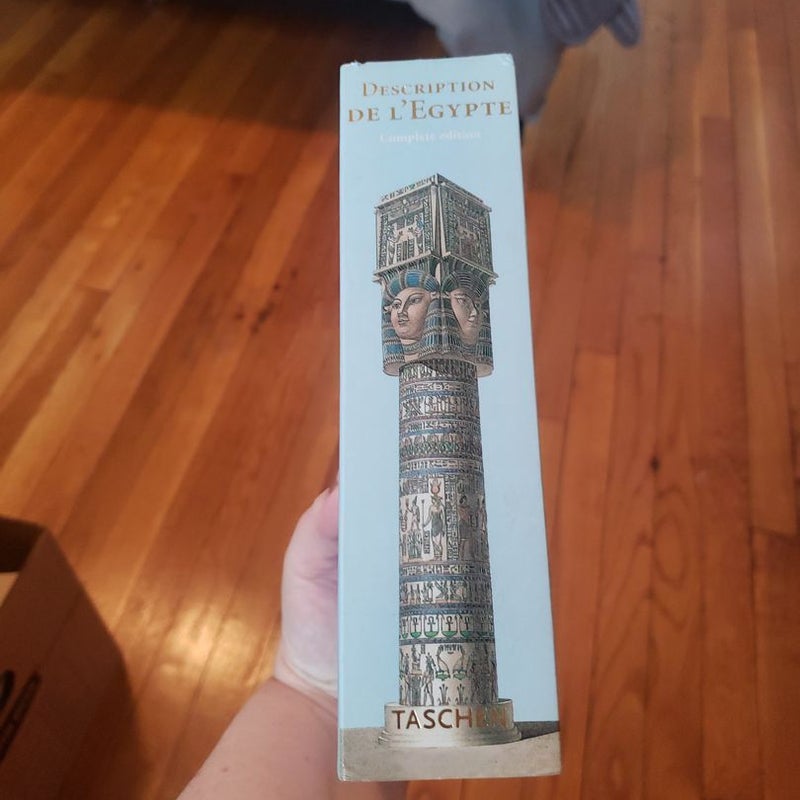 DESCRIPTION
DE L'EGYPTE
Complete edition
TASCHEN